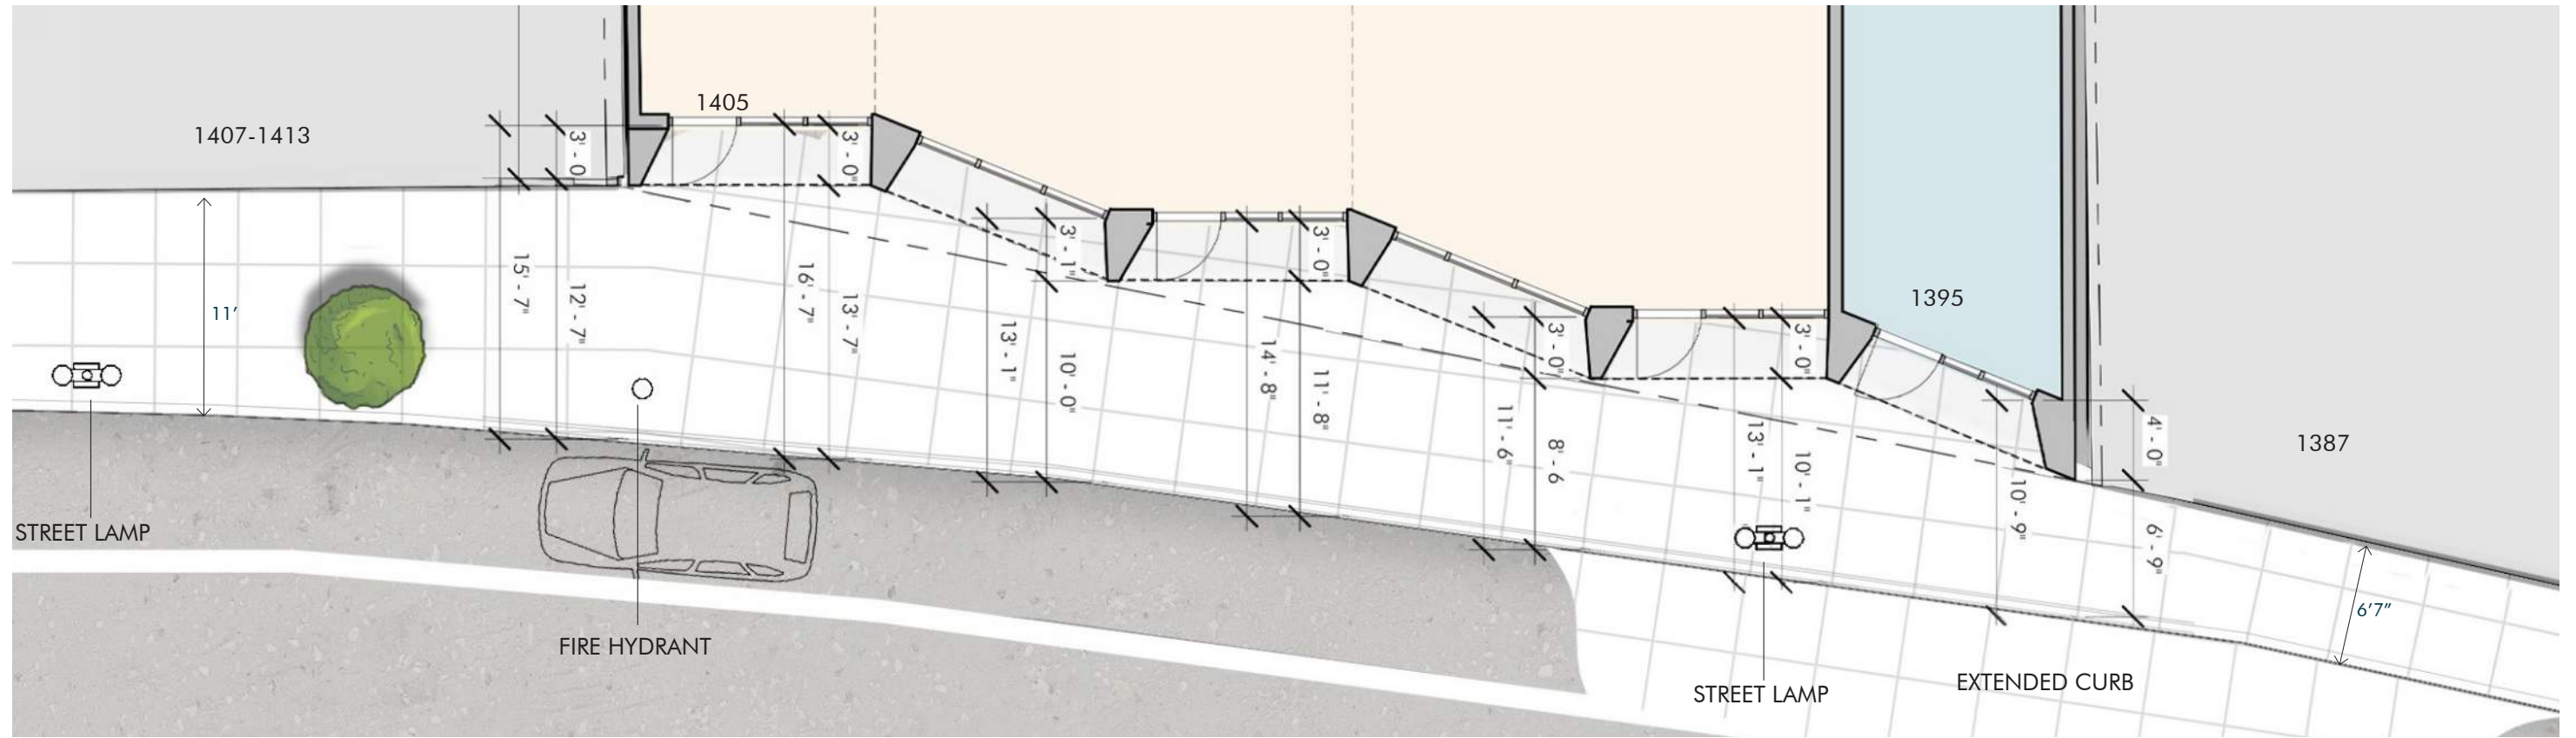 1405
1407-1413
3' - 0"
3' - 0"
3' - 1"
3' - 0"
3' - 0"
3' - 0"
1395
4' - 0"
1387
11'
15' - 7"
12' - 7"
16' - 7"
13' - 7"
13' - 1"
10' - 0"
14' - 8"
11' - 8"
11' - 6"
8' - 6
13' - 1"
10' - 1"
10' - 9"
6' - 9"
6'7"
STREET LAMP
FIRE HYDRANT
STREET LAMP
EXTENDED CURB